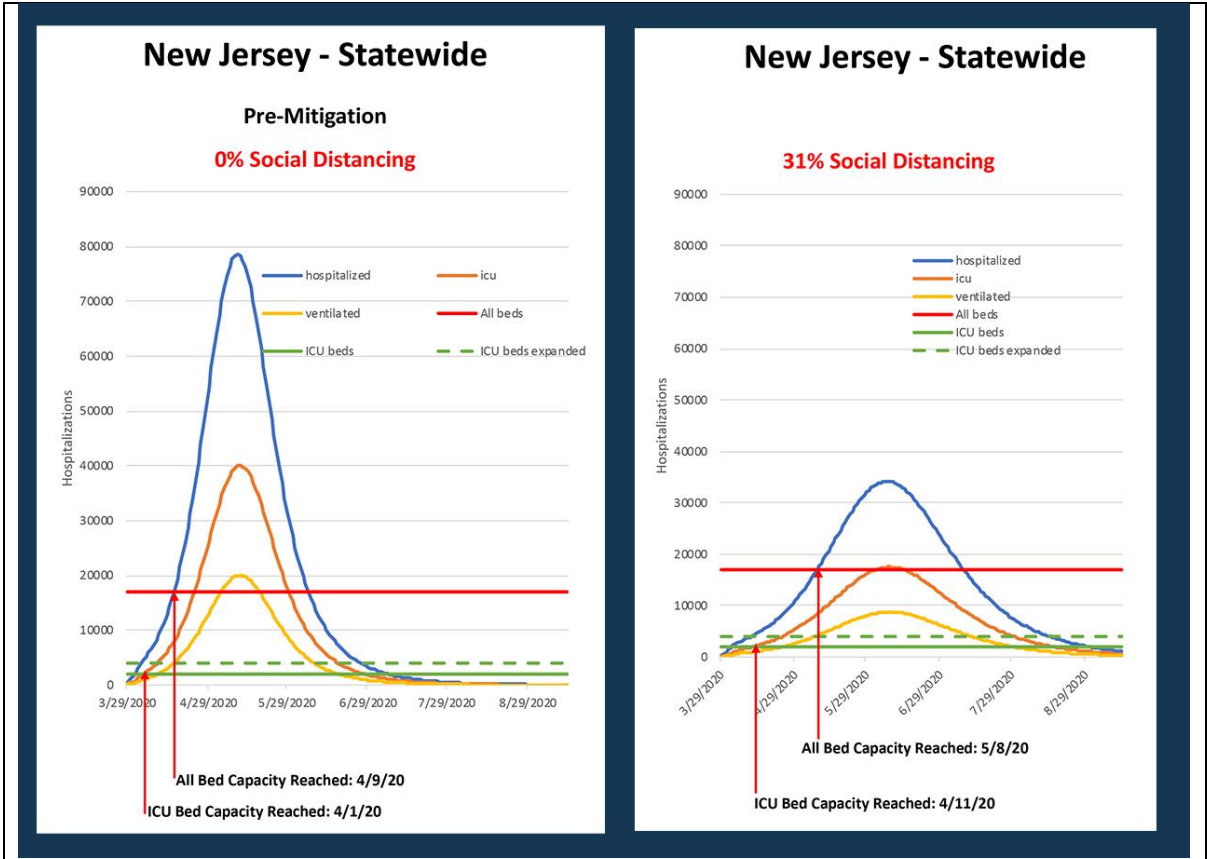 New Jersey - Statewide
Pre-Mitigation
0% Social Distancing
90000
80000
70000
60000
50000
40000
30000
20000
10000
0
Hospitalizations
hospitalized
icu
ventilated
All beds
ICU beds
ICU beds expanded
3/29/2020 4/29/2020 5/29/2020 6/29/2020 7/29/2020 8/29/2020
All Bed Capacity Reached: 4/9/20
ICU Bed Capacity Reached: 4/1/20
New Jersey - Statewide
31% Social Distancing
90000
80000
70000
60000
50000
40000
30000
20000
10000
0
Hospitalizations
hospitalized
icu
ventilated
All beds
ICU beds
ICU beds expanded
3/29/2020 4/29/2020 5/29/2020 6/29/2020 7/29/2020 8/29/2020
All Bed Capacity Reached: 5/8/20
ICU Bed Capacity Reached: 4/11/20